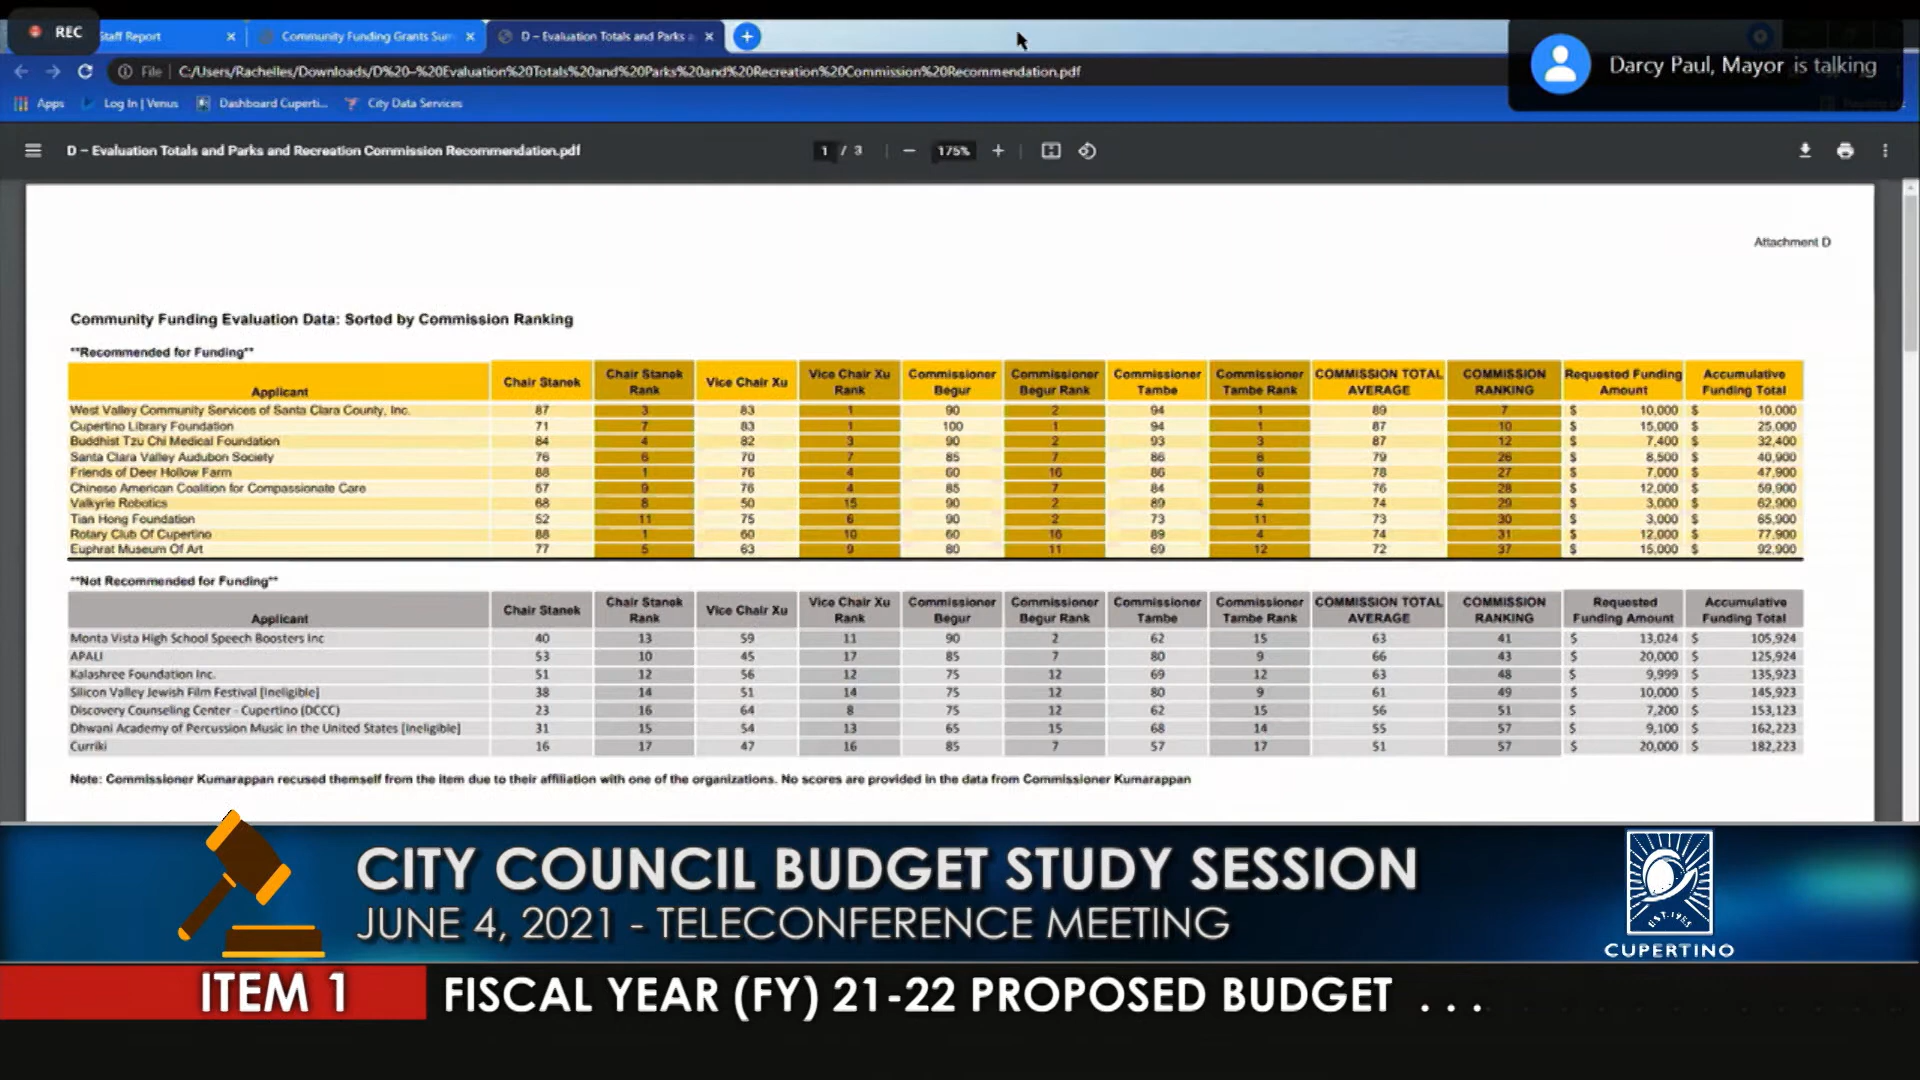 REC
Staff Report
Community Funding Grants Sum
D – Evaluation Totals and Parks a
Darcy Paul, Mayor is talking
File | C:/Users/Rachelles/Downloads/D%20–%20Evaluation%20Totals%20and%20Parks%20and%20Recreation%20Commission%20Recommendation.pdf
Apps Log In | Venus Dashboard Cuperti... City Data Services
D – Evaluation Totals and Parks and Recreation Commission Recommendation.pdf 1 / 3 175%
Attachment D
Community Funding Evaluation Data: Sorted by Commission Ranking
**Recommended for Funding**
Applicant Chair Stanek Chair Stanek Rank Vice Chair Xu Vice Chair Xu Rank Commissioner Begur Commissioner Begur Rank Commissioner Tambe Commissioner Tambe Rank COMMISSION TOTAL AVERAGE COMMISSION RANKING Requested Funding Amount Accumulative Funding Total
West Valley Community Services of Santa Clara County, Inc. 87 3 83 1 90 2 94 1 89 7 $ 10,000 $ 10,000
Cupertino Library Foundation 71 7 83 1 100 1 94 1 87 10 $ 15,000 $ 25,000
Buddhist Tzu Chi Medical Foundation 84 4 82 3 90 2 93 3 87 12 $ 7,400 $ 32,400
Santa Clara Valley Audubon Society 76 6 70 7 85 7 86 6 79 26 $ 8,500 $ 40,900
Friends of Deer Hollow Farm 88 1 76 4 60 16 86 6 78 27 $ 7,000 $ 47,900
Chinese American Coalition for Compassionate Care 57 9 76 4 85 7 84 8 76 28 $ 12,000 $ 59,900
Valkyrie Robotics 68 8 50 15 90 2 89 4 74 29 $ 3,000 $ 62,900
Tian Hong Foundation 52 11 75 6 90 2 73 11 73 30 $ 3,000 $ 65,900
Rotary Club Of Cupertino 88 1 60 10 60 16 89 4 74 31 $ 12,000 $ 77,900
Euphrat Museum Of Art 77 5 63 9 80 11 69 12 72 37 $ 15,000 $ 92,900
**Not Recommended for Funding**
Applicant Chair Stanek Chair Stanek Rank Vice Chair Xu Vice Chair Xu Rank Commissioner Begur Commissioner Begur Rank Commissioner Tambe Commissioner Tambe Rank COMMISSION TOTAL AVERAGE COMMISSION RANKING Requested Funding Amount Accumulative Funding Total
Monta Vista High School Speech Boosters Inc 40 13 59 11 90 2 62 15 63 41 $ 13,024 $ 105,924
APALI 53 10 45 17 85 7 80 9 66 43 $ 20,000 $ 125,924
Kalashree Foundation Inc. 51 12 56 12 75 12 69 12 63 48 $ 9,999 $ 135,923
Silicon Valley Jewish Film Festival [Ineligible] 38 14 51 14 75 12 80 9 61 49 $ 10,000 $ 145,923
Discovery Counseling Center - Cupertino (DCCC) 23 16 64 8 75 12 62 15 56 51 $ 7,200 $ 153,123
Dhwani Academy of Percussion Music in the United States [Ineligible] 31 15 54 13 65 15 68 14 55 57 $ 9,100 $ 162,223
Curriki 16 17 47 16 85 7 57 17 51 57 $ 20,000 $ 182,223
Note: Commissioner Kumarappan recused themself from the item due to their affiliation with one of the organizations. No scores are provided in the data from Commissioner Kumarappan
CITY COUNCIL BUDGET STUDY SESSION
JUNE 4, 2021 - TELECONFERENCE MEETING
EST. 1955
CUPERTINO
ITEM 1 FISCAL YEAR (FY) 21-22 PROPOSED BUDGET . . .